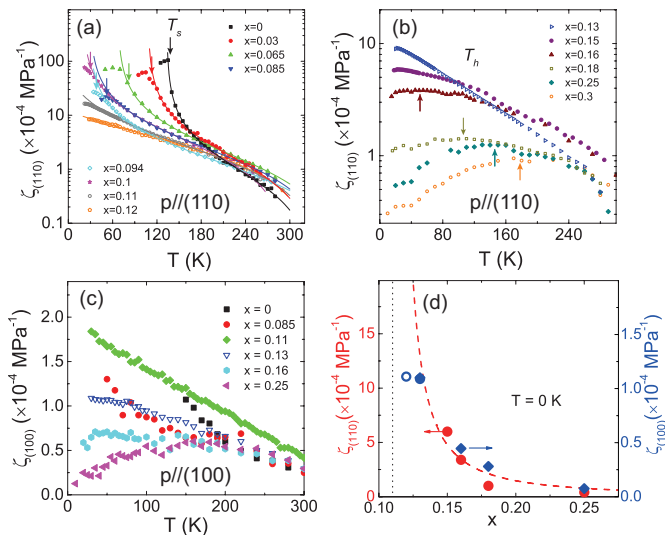 (a)
T_s
x=0
x=0.03
x=0.065
x=0.085
x=0.094
x=0.1
x=0.11
x=0.12
p//(110)
100
10
1
0.1
0 60 120 180 240 300
T (K)
ζ(110) (×10⁻⁴ MPa⁻¹)
(b)
T_h
x=0.13
x=0.15
x=0.16
x=0.18
x=0.25
x=0.3
p//(110)
10
1
0 80 160 240
T (K)
ζ(110) (×10⁻⁴ MPa⁻¹)
(c)
x = 0
x = 0.085
x = 0.11
x = 0.13
x = 0.16
x = 0.25
p//(100)
2.0
1.5
1.0
0.5
0.0
0 100 200 300
T (K)
ζ(100) (×10⁻⁴ MPa⁻¹)
(d)
T = 0 K
15
10
5
0
0.10 0.15 0.20 0.25
x
ζ(110)(×10⁻⁴ MPa⁻¹)
1.5
1.0
0.5
0.0
ζ(100)(×10⁻⁴ MPa⁻¹)